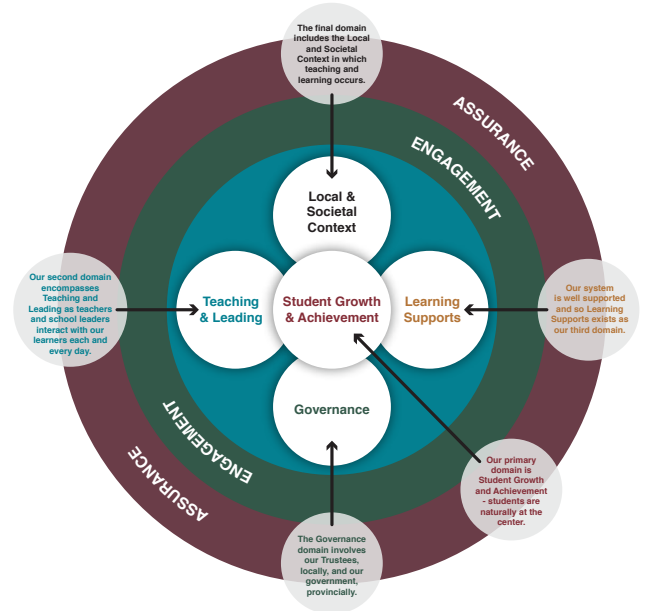 The final domain
includes the Local
and Societal
Context in which
teaching and
learning occurs.
ASSURANCE
ENGAGEMENT
Local &
Societal
Context
Our second domain
encompasses
Teaching and
Leading as teachers
and school leaders
interact with our
learners each and
every day.
Teaching
& Leading
Student Growth
& Achievement
Learning
Supports
Our system
is well supported
and so Learning
Supports exists as
our third domain.
Governance
ENGAGEMENT
ASSURANCE
Our primary
domain is
Student Growth
and Achievement
- students are
naturally at the
center.
The Governance
domain involves
our Trustees,
locally, and our
government,
provincially.